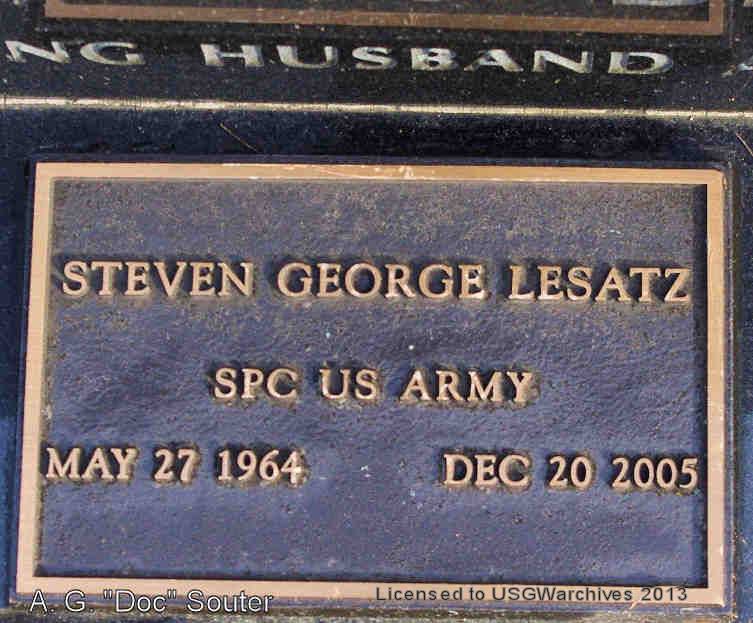 NG HUSBAND
STEVEN GEORGE LESATZ
SPC US ARMY
MAY 27 1964 DEC 20 2005
A. G. "Doc" Souter
Licensed to USGWarchives 2013